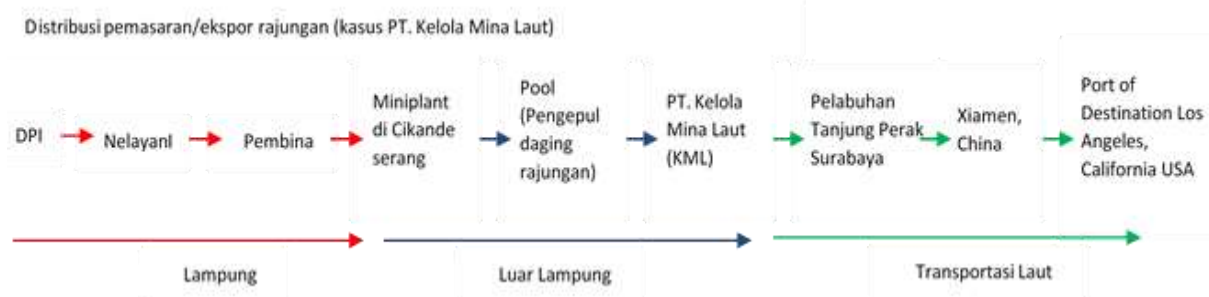 Distribusi pemasaran/ekspor rajungan (kasus PT. Kelola Mina Laut)
DPI
NelayanI
Pembina
Miniplant
di Cikande
serang
Pool
(Pengepul
daging
rajungan)
PT. Kelola
Mina Laut
(KML)
Pelabuhan
Tanjung Perak
Surabaya
Xiamen,
China
Port of
Destination Los
Angeles,
California USA
Lampung
Luar Lampung
Transportasi Laut